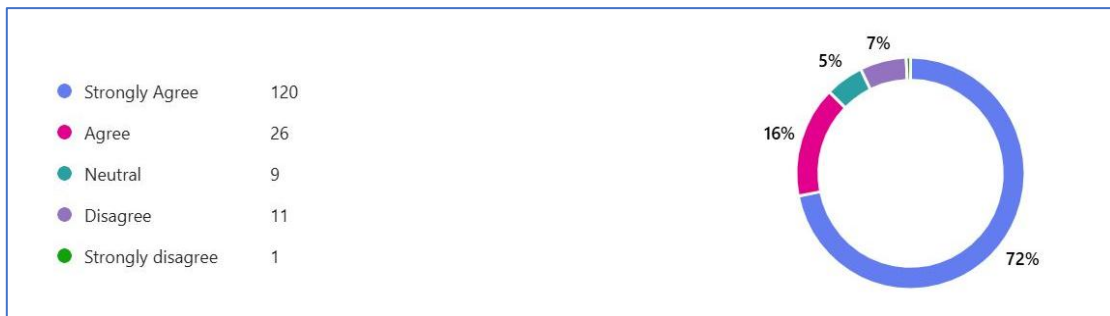 Strongly Agree 120
Agree 26
Neutral 9
Disagree 11
Strongly disagree 1
7%
5%
16%
72%